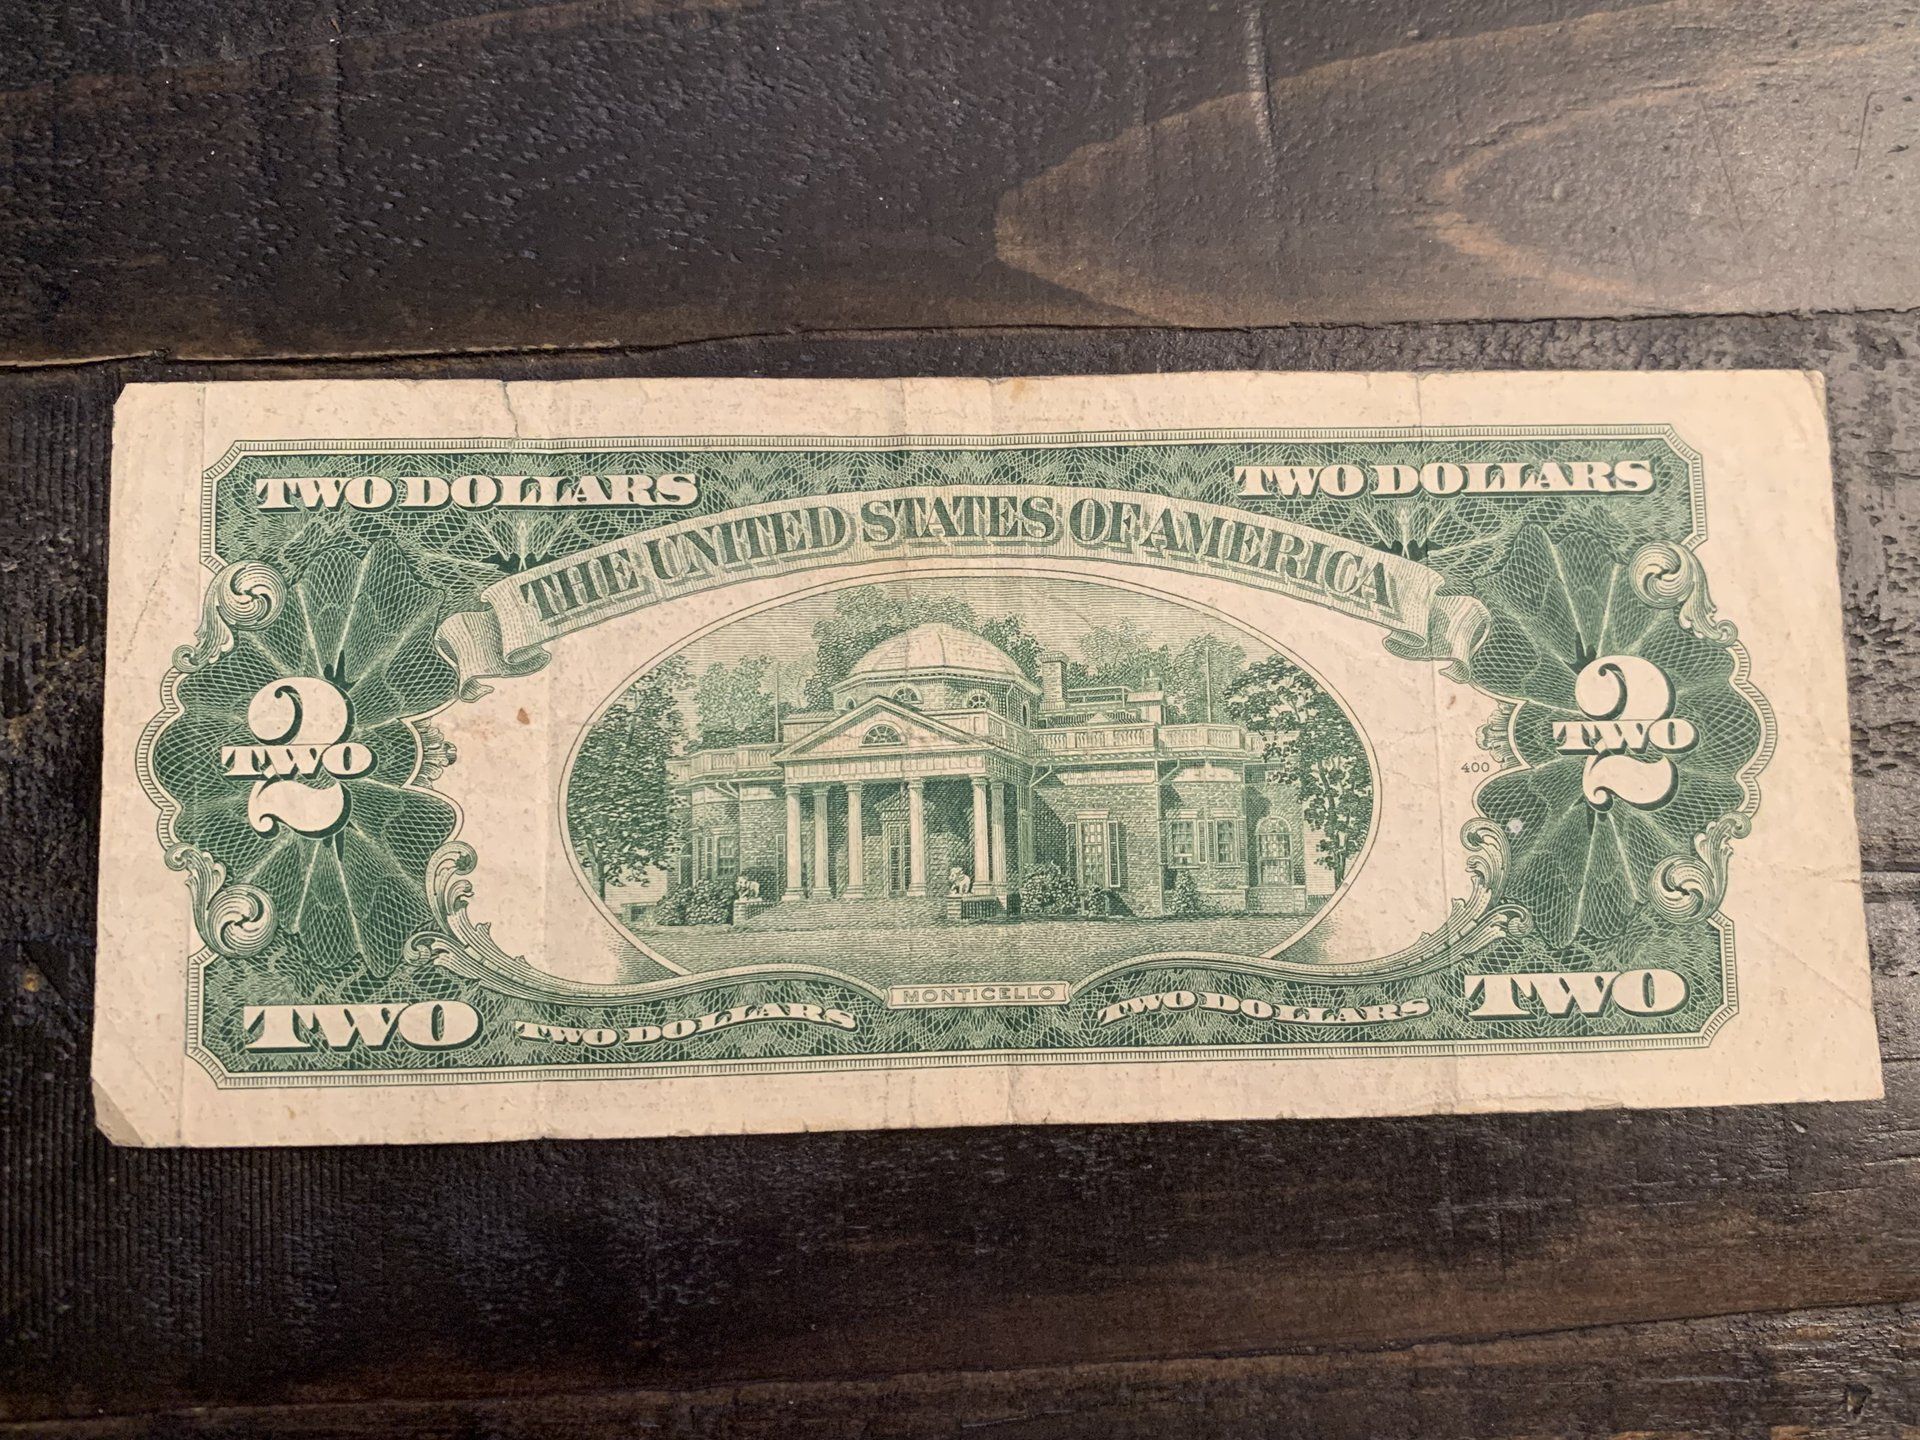 TWO DOLLARS TWO DOLLARS
THE UNITED STATES OF AMERICA
2 TWO 2 TWO
400
TWO TWO DOLLARS MONTICELLO TWO DOLLARS TWO